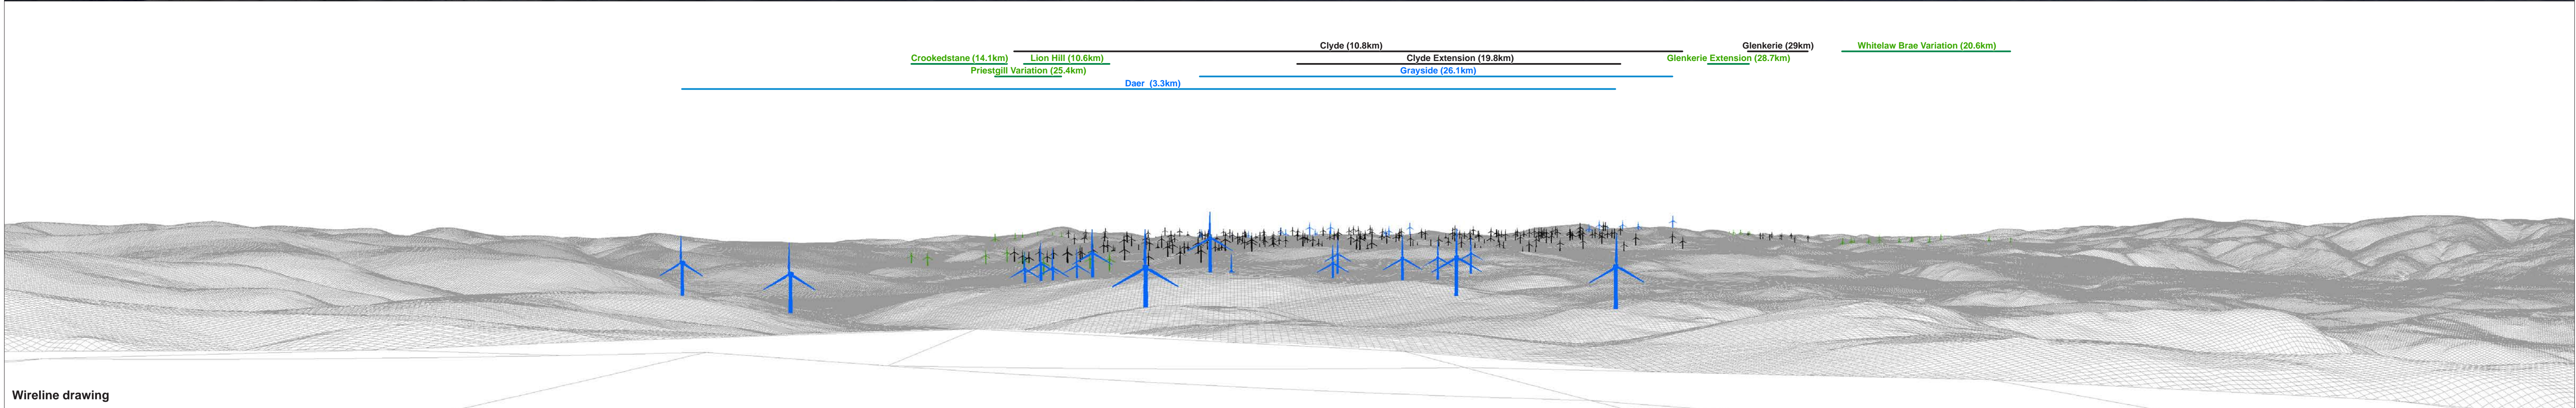 Clyde (10.8km)
Glenkerie (29km)
Whitelaw Brae Variation (20.6km)
Crookedstane (14.1km)
Lion Hill (10.6km)
Clyde Extension (19.8km)
Glenkerie Extension (28.7km)
Priestgill Variation (25.4km)
Grayside (26.1km)
Daer (3.3km)
Wireline drawing